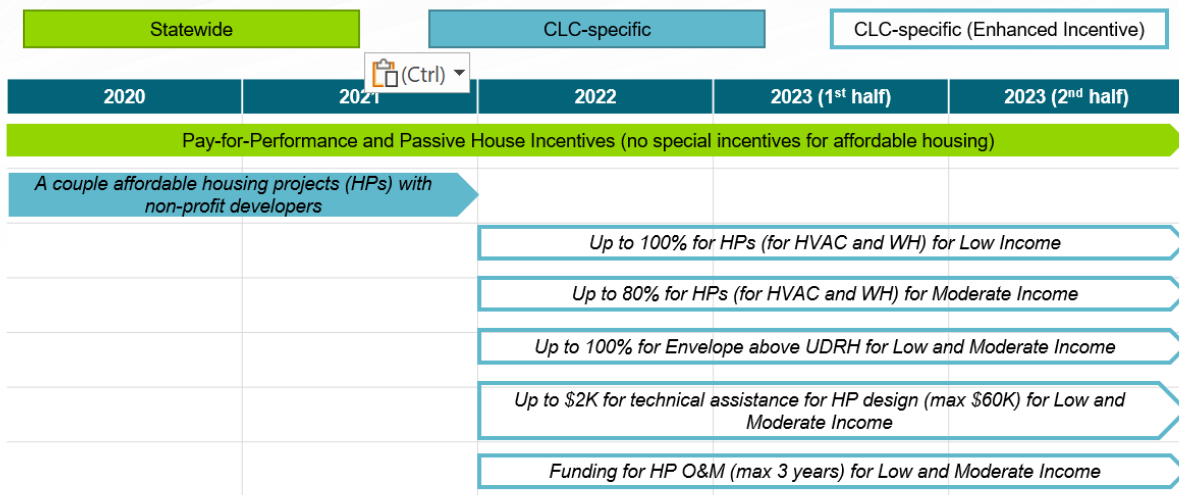 Statewide
CLC-specific
CLC-specific (Enhanced Incentive)
(Ctrl)
2020
2021
2022
2023 (1st half)
2023 (2nd half)
Pay-for-Performance and Passive House Incentives (no special incentives for affordable housing)
A couple affordable housing projects (HPs) with
non-profit developers
Up to 100% for HPs (for HVAC and WH) for Low Income
Up to 80% for HPs (for HVAC and WH) for Moderate Income
Up to 100% for Envelope above UDRH for Low and Moderate Income
Up to $2K for technical assistance for HP design (max $60K) for Low and
Moderate Income
Funding for HP O&M (max 3 years) for Low and Moderate Income